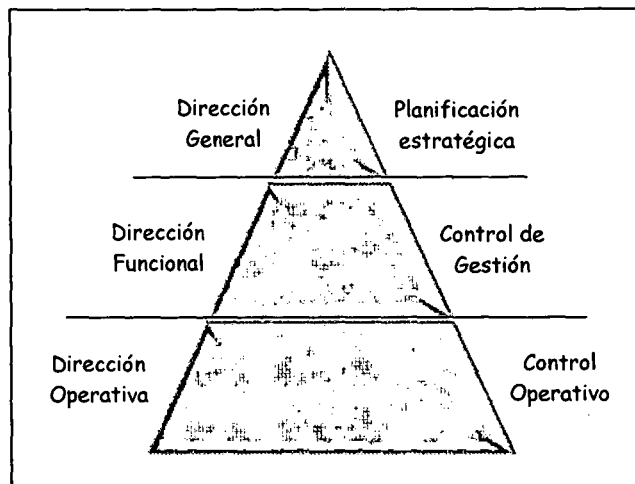 Dirección
General
Planificación
estratégica
Dirección
Funcional
Control de
Gestión
Dirección
Operativa
Control
Operativo